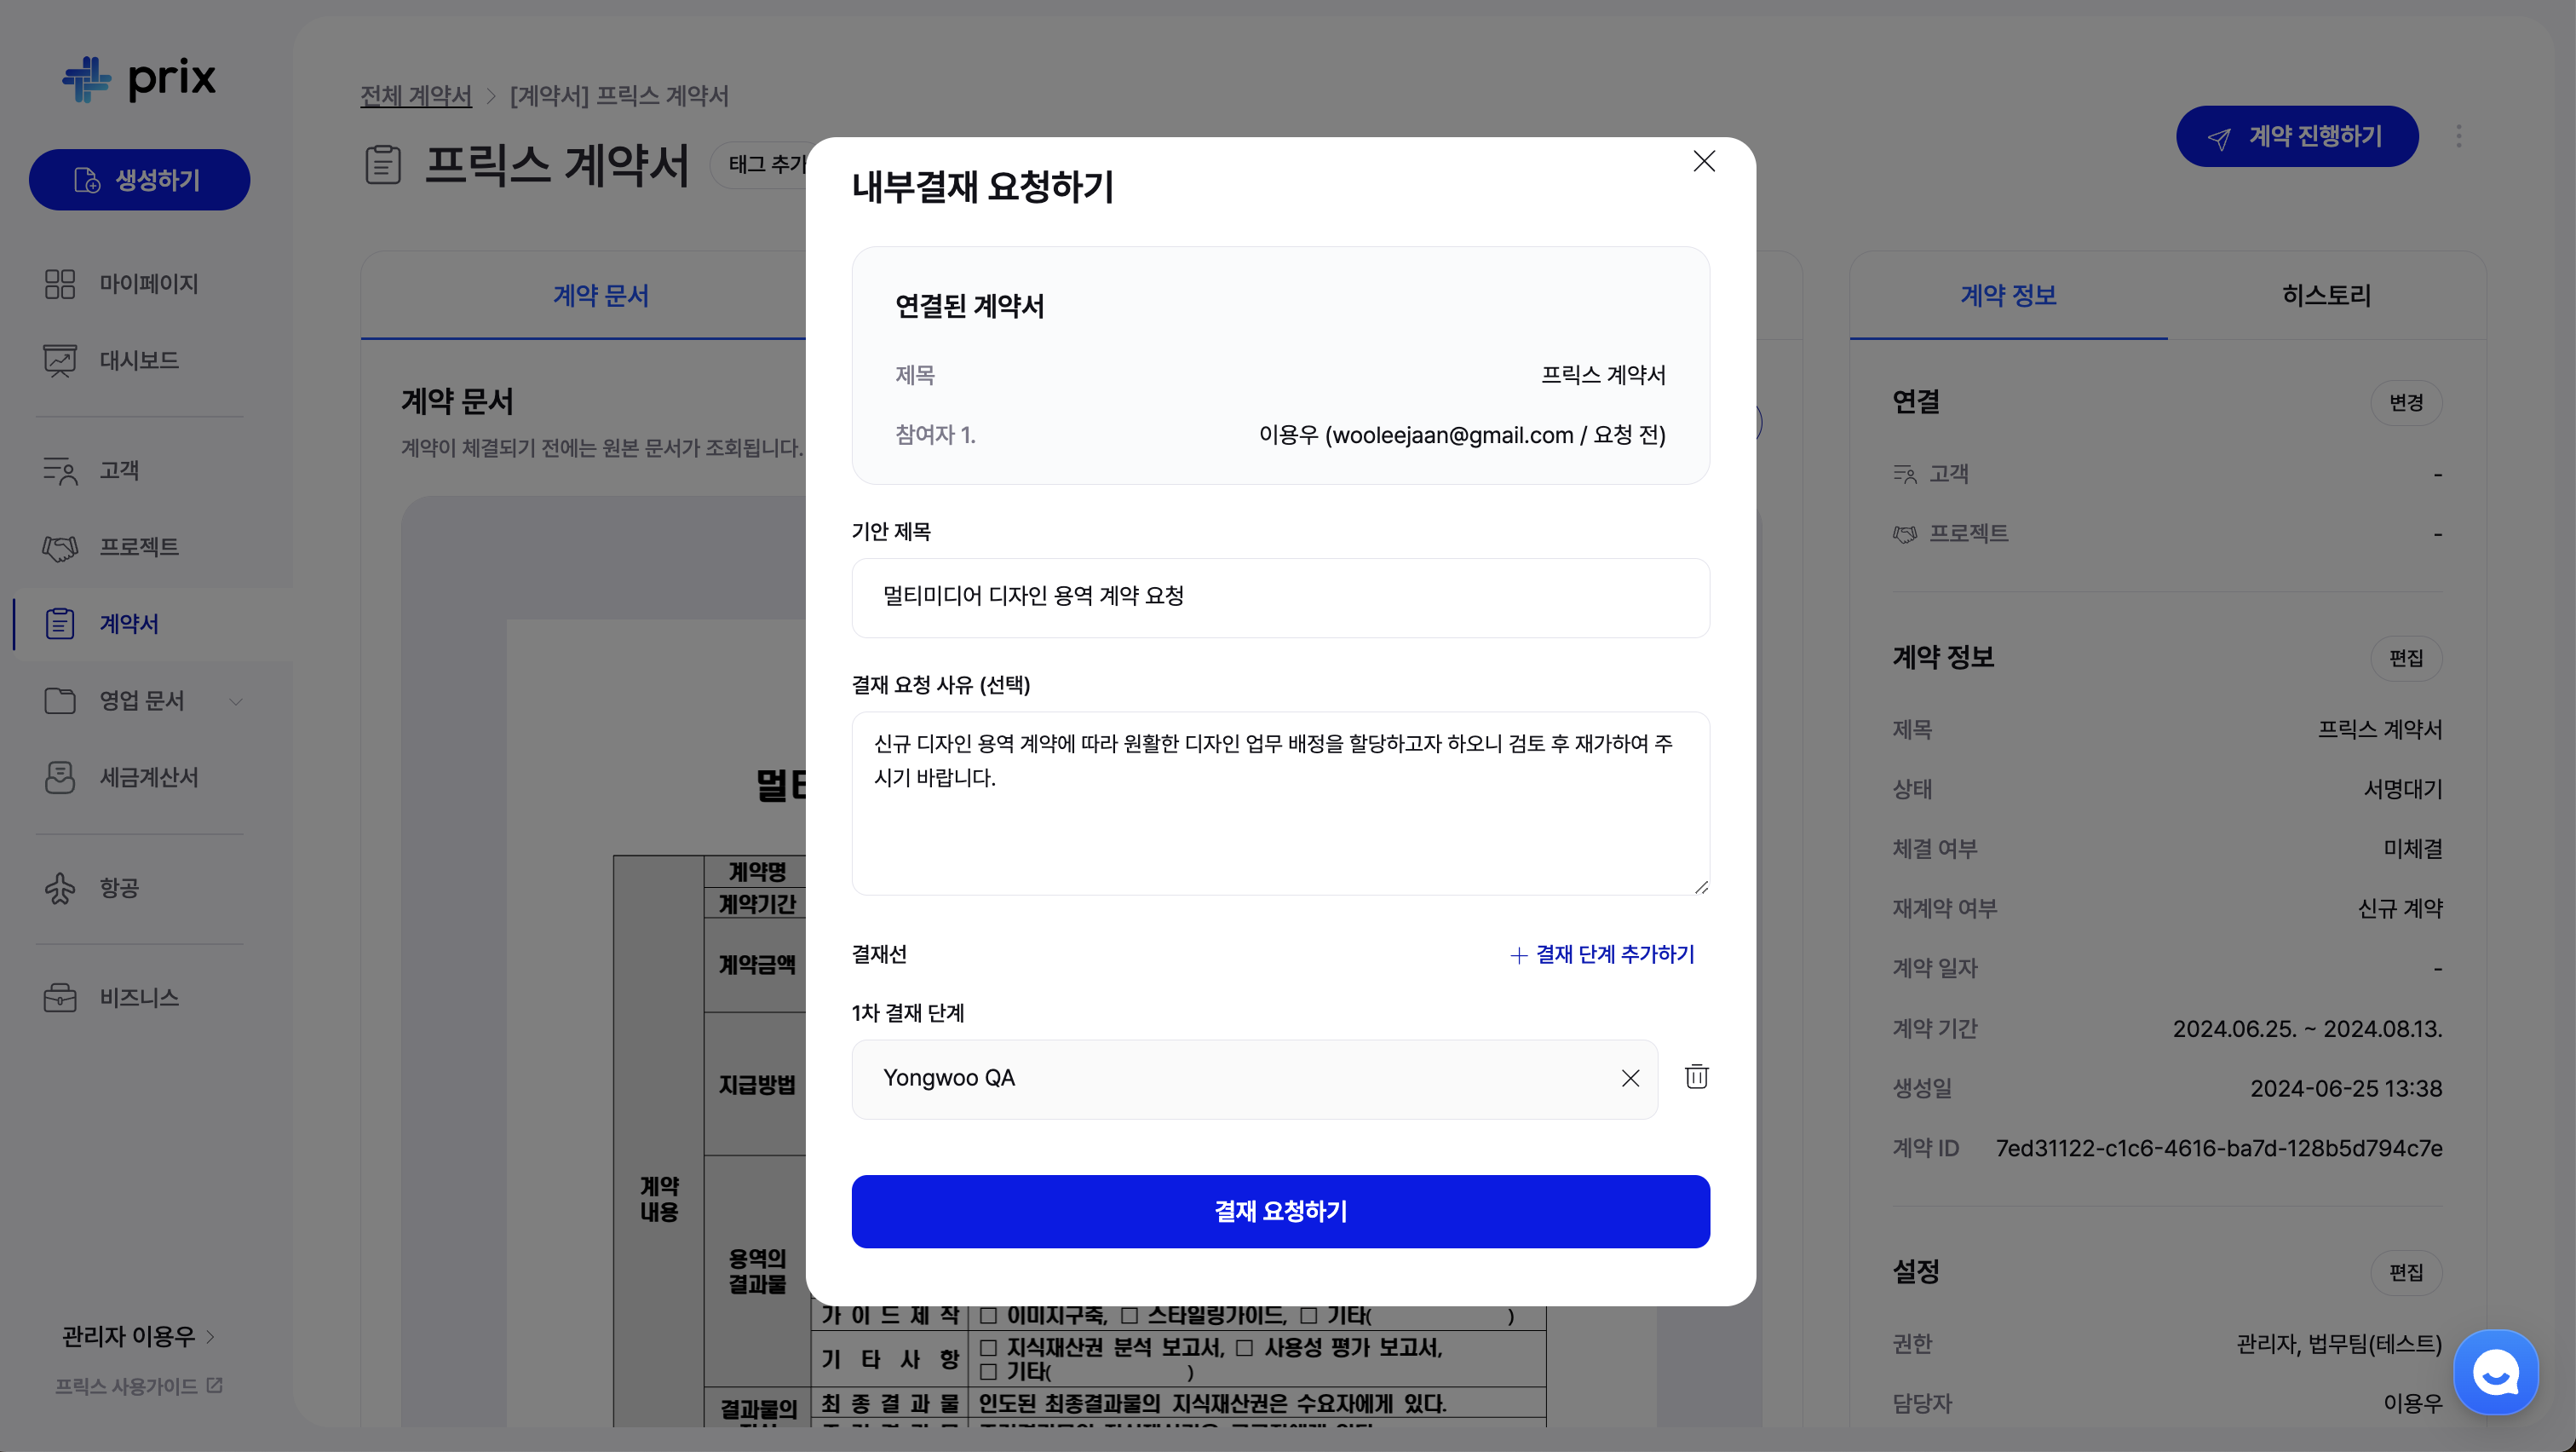 prix
생성하기
마이페이지
대시보드
고객
프로젝트
계약서
영업 문서
세금계산서
항공
비즈니스
관리자 이용우
프릭스 사용가이드
전체 계약서 > [계약서] 프릭스 계약서
프릭스 계약서
태그 추가
계약 진행하기
계약 문서
계약 문서
계약이 체결되기 전에는 원본 문서가 조회됩니다.
계약명
계약기간
계약금액
지급방법
계약
내용
용역의
결과물
가 이 드 제 작
□ 이미지구축, □ 스타일링가이드, □ 기타( )
기 타 사 항
□ 지식재산권 분석 보고서, □ 사용성 평가 보고서,
□ 기타( )
결과물의
최 종 결 과 물
인도된 최종결과물의 지식재산권은 수요자에게 있다.
내부결재 요청하기
연결된 계약서
제목 프릭스 계약서
참여자 1. 이용우 (wooleejaan@gmail.com / 요청 전)
기안 제목
멀티미디어 디자인 용역 계약 요청
결재 요청 사유 (선택)
신규 디자인 용역 계약에 따라 원활한 디자인 업무 배정을 할당하고자 하오니 검토 후 재가하여 주
시기 바랍니다.
결재선
+ 결재 단계 추가하기
1차 결재 단계
Yongwoo QA
결재 요청하기
계약 정보
히스토리
연결
변경
고객 -
프로젝트 -
계약 정보
편집
제목 프릭스 계약서
상태 서명대기
체결 여부 미체결
재계약 여부 신규 계약
계약 일자 -
계약 기간 2024.06.25. ~ 2024.08.13.
생성일 2024-06-25 13:38
계약 ID 7ed31122-c1c6-4616-ba7d-128b5d794c7e
설정
편집
권한 관리자, 법무팀(테스트)
담당자 이용우